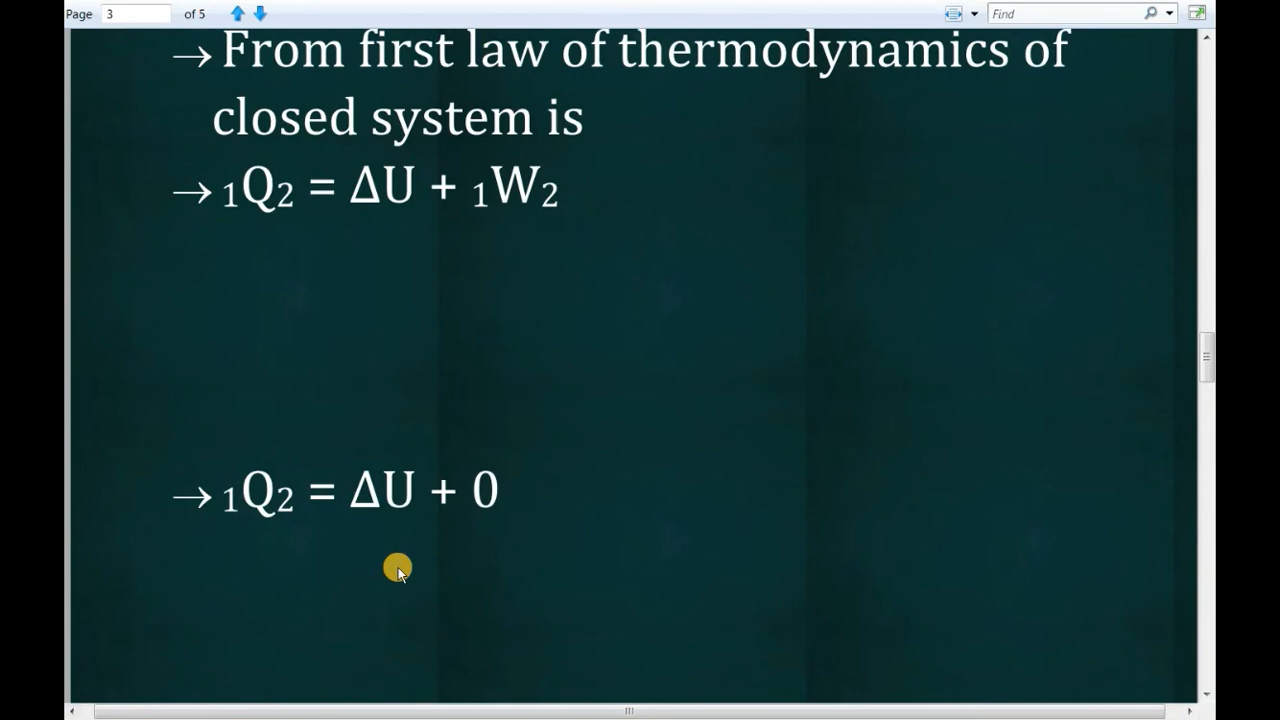 Page 3 of 5 Find
→ From first law of thermodynamics of
closed system is
→ ₁Q₂ = ΔU + ₁W₂
→ ₁Q₂ = ΔU + 0